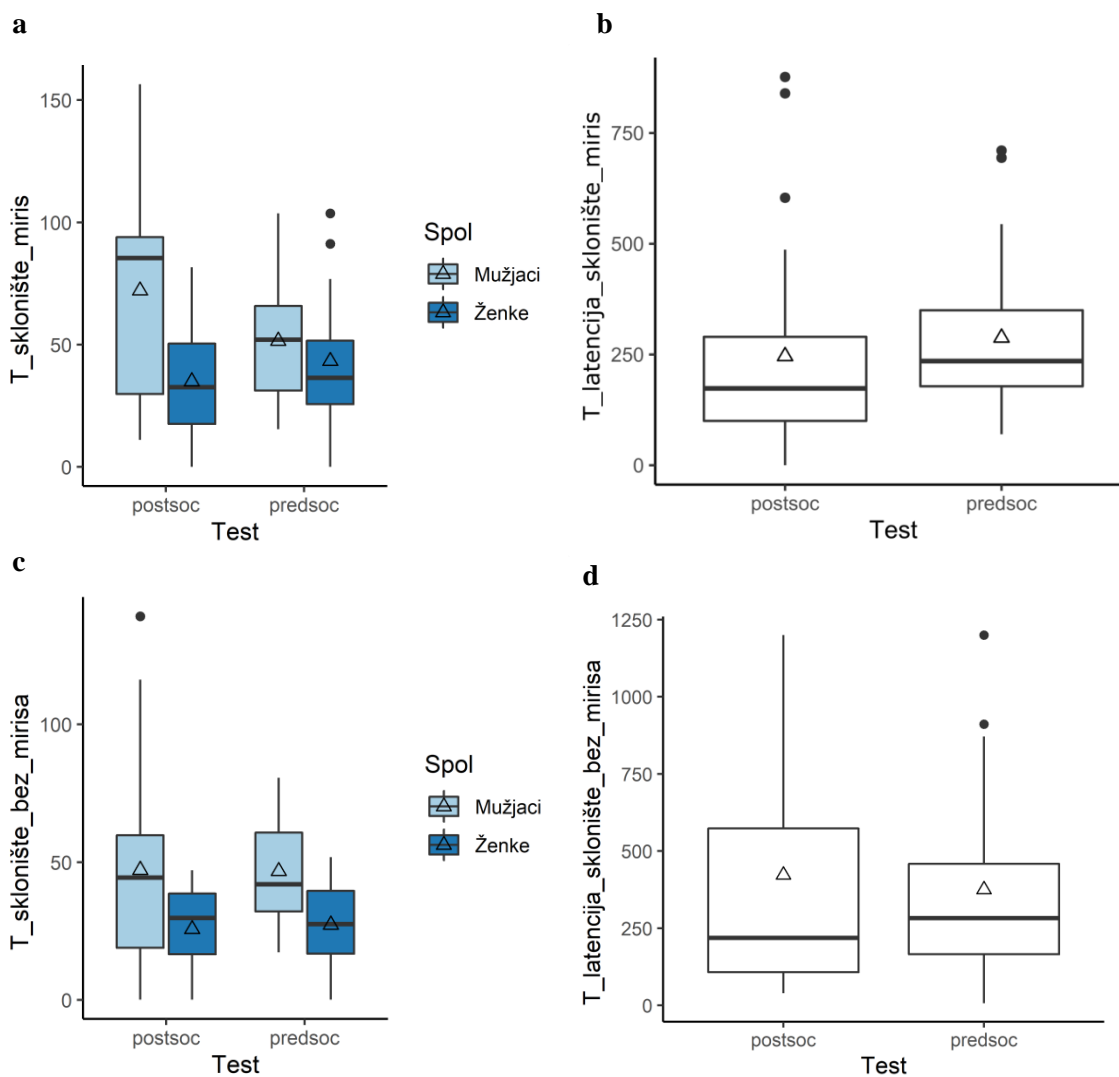 a
T_sklonište_miris
150
100
50
0
postsoc
predsoc
Test
Spol
Mužjaci
Ženke
b
T_latencija_sklonište_miris
750
500
250
0
postsoc
predsoc
Test
c
T_sklonište_bez_mirisa
100
50
0
postsoc
predsoc
Test
Spol
Mužjaci
Ženke
d
T_latencija_sklonište_bez_mirisa
1250
1000
750
500
250
0
postsoc
predsoc
Test